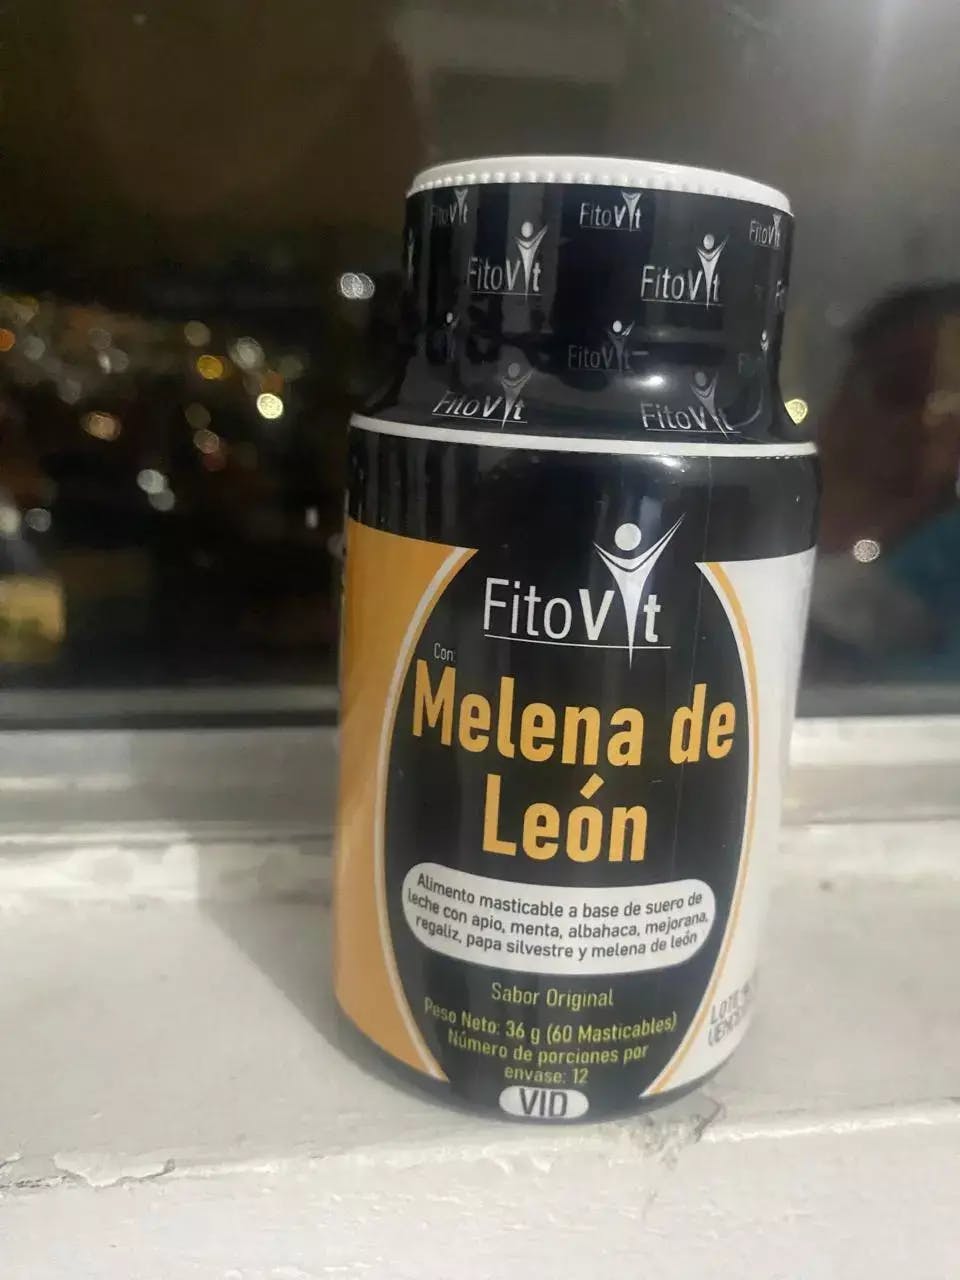 FitoVit
FitoVit
FitoVit
FitoVit
FitoVit
FitoVit
FitoVit
FitoVit
FitoVit
Con:
Melena de
León
Alimento masticable a base de suero de
leche con apio, menta, albahaca, mejorana,
regaliz, papa silvestre y melena de león
Sabor Original
Peso Neto: 36 g (60 Masticables)
Número de porciones por
envase: 12
VID
LOTE